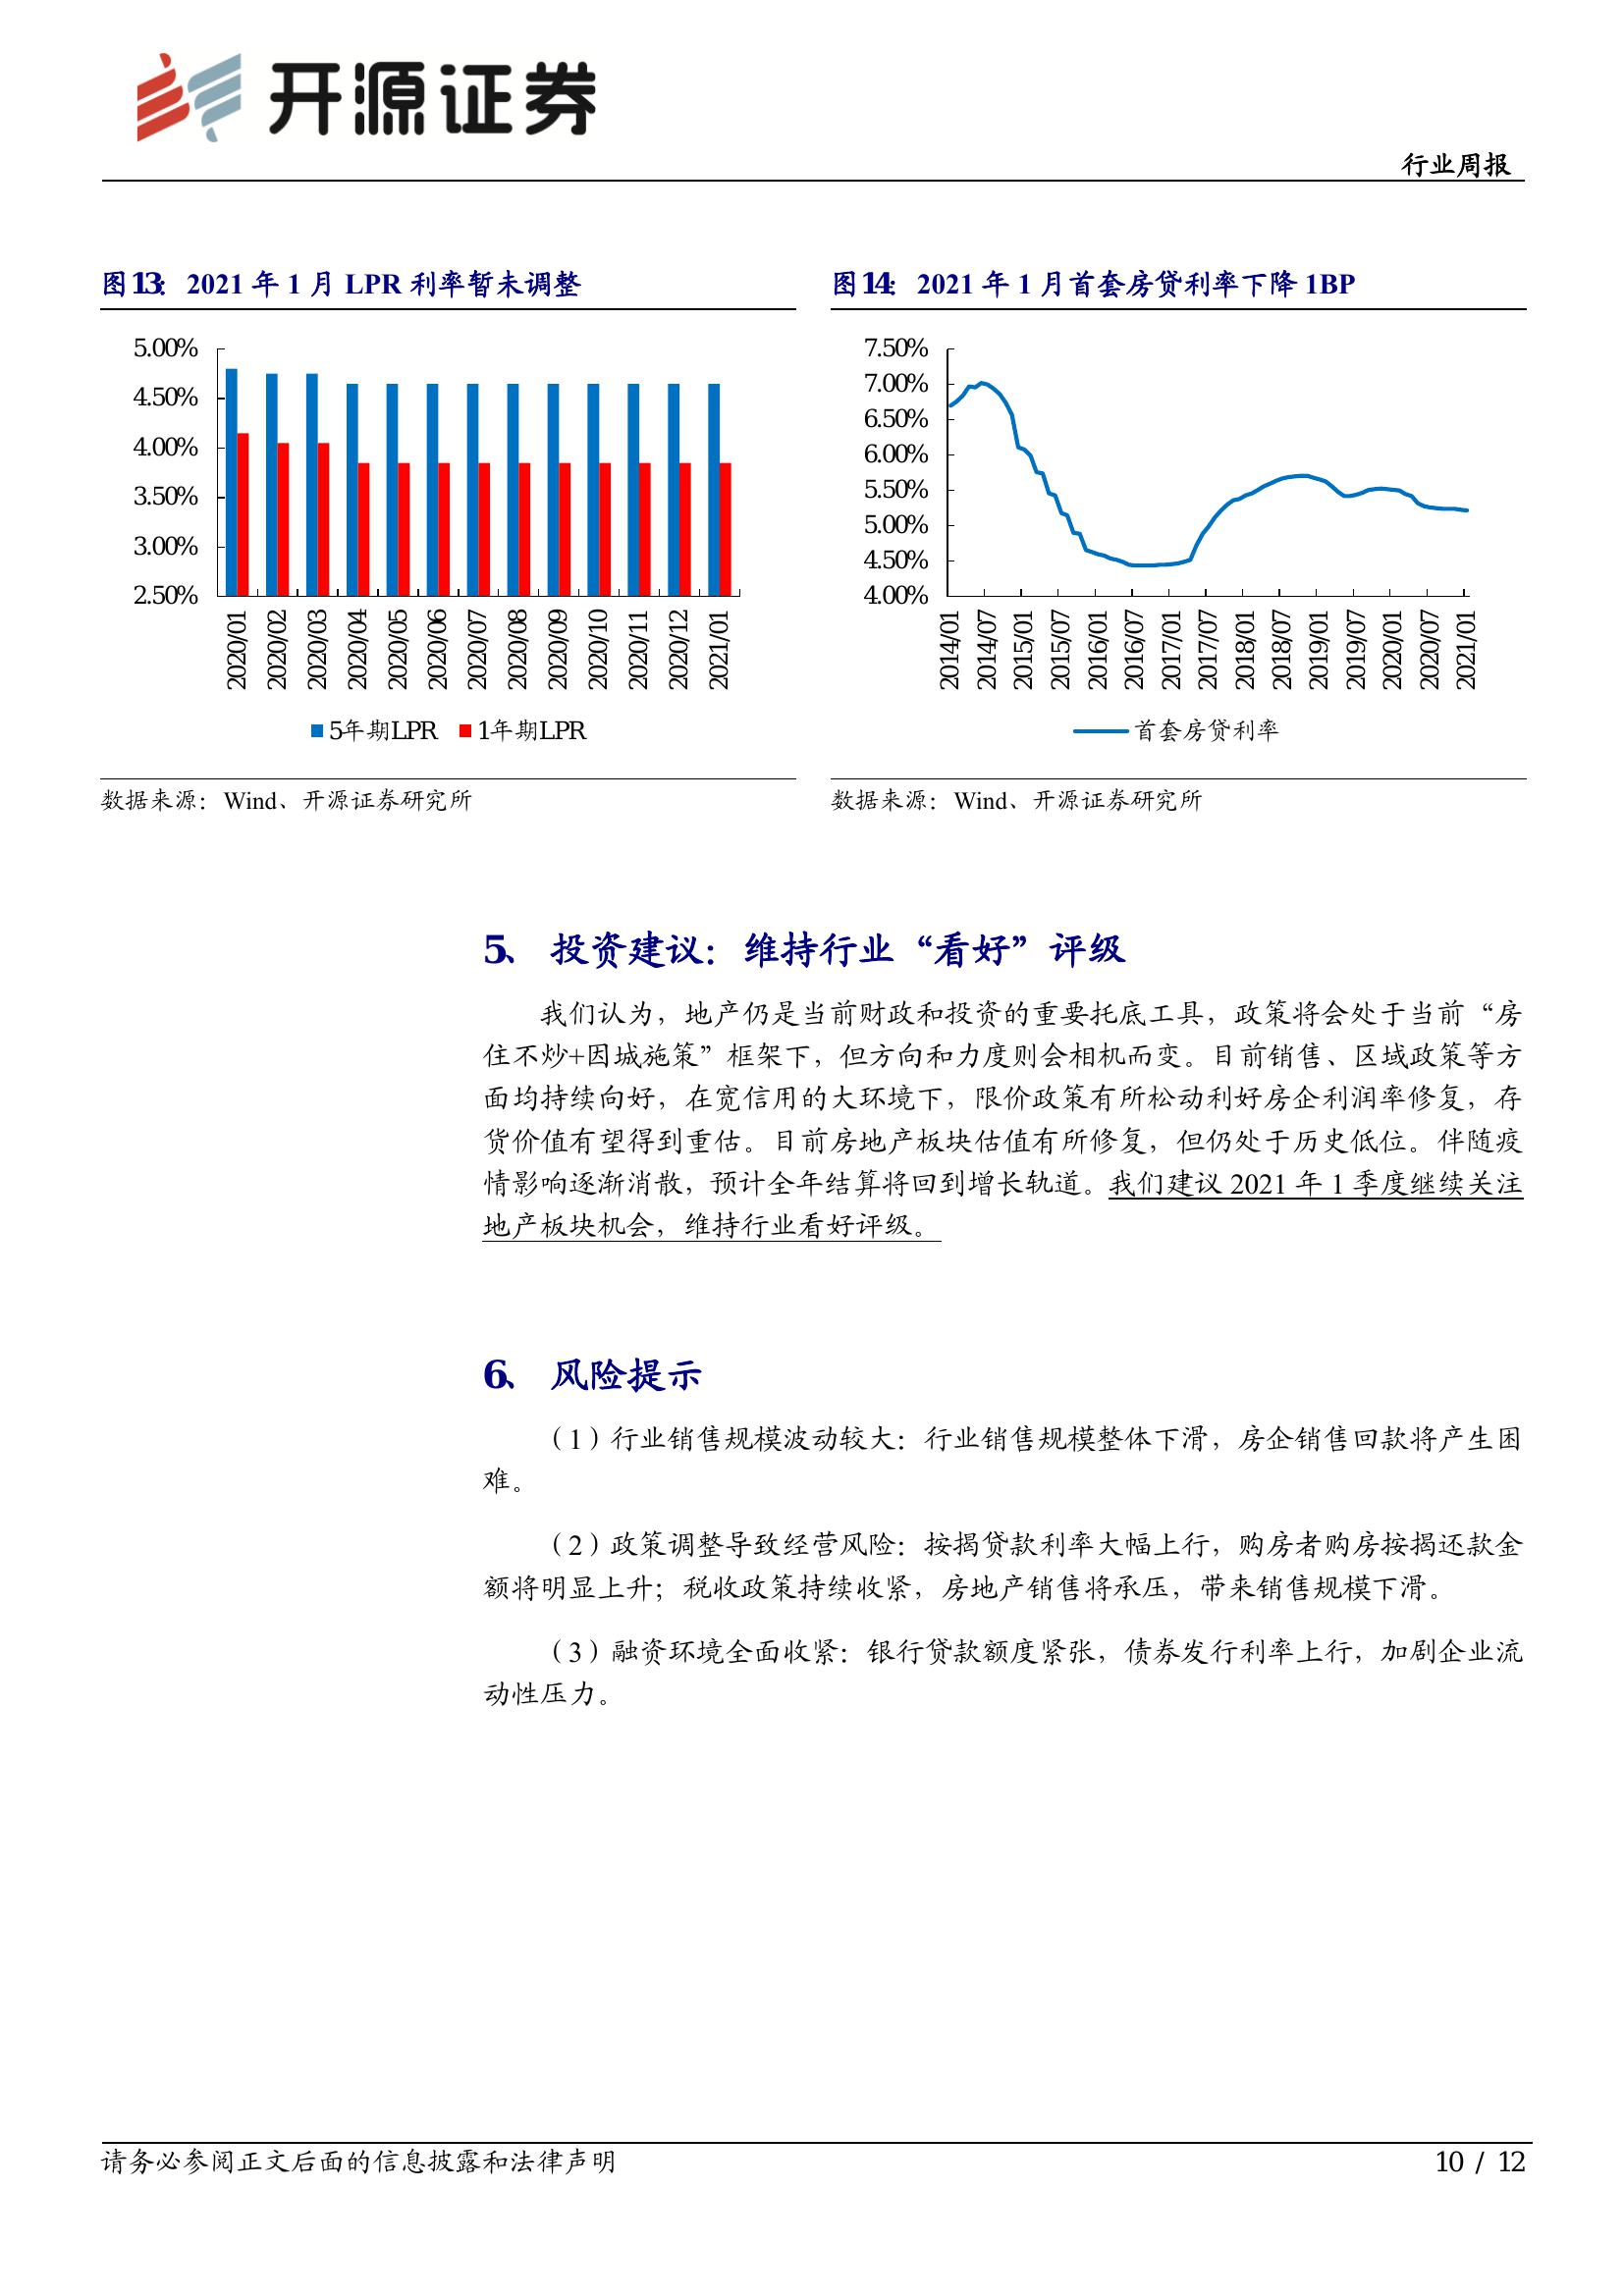 开源证券
行业周报
图13： 2021 年 1 月 LPR 利率暂未调整
5.00%
4.50%
4.00%
3.50%
3.00%
2.50%
2020/01
2020/02
2020/03
2020/04
2020/05
2020/06
2020/07
2020/08
2020/09
2020/10
2020/11
2020/12
2021/01
5年期LPR 1年期LPR
数据来源：Wind、开源证券研究所
图14： 2021 年 1 月首套房贷利率下降 1BP
7.50%
7.00%
6.50%
6.00%
5.50%
5.00%
4.50%
4.00%
2014/01
2014/07
2015/01
2015/07
2016/01
2016/07
2017/01
2017/07
2018/01
2018/07
2019/01
2019/07
2020/01
2020/07
2021/01
首套房贷利率
数据来源：Wind、开源证券研究所
5、 投资建议：维持行业“看好”评级
我们认为，地产仍是当前财政和投资的重要托底工具，政策将会处于当前“房
住不炒+因城施策”框架下，但方向和力度则会相机而变。目前销售、区域政策等方
面均持续向好，在宽信用的大环境下，限价政策有所松动利好房企利润率修复，存
货价值有望得到重估。目前房地产板块估值有所修复，但仍处于历史低位。伴随疫
情影响逐渐消散，预计全年结算将回到增长轨道。我们建议 2021 年 1 季度继续关注
地产板块机会，维持行业看好评级。
6、 风险提示
（1）行业销售规模波动较大：行业销售规模整体下滑，房企销售回款将产生困
难。
（2）政策调整导致经营风险：按揭贷款利率大幅上行，购房者购房按揭还款金
额将明显上升；税收政策持续收紧，房地产销售将承压，带来销售规模下滑。
（3）融资环境全面收紧：银行贷款额度紧张，债券发行利率上行，加剧企业流
动性压力。
请务必参阅正文后面的信息披露和法律声明
10 / 12